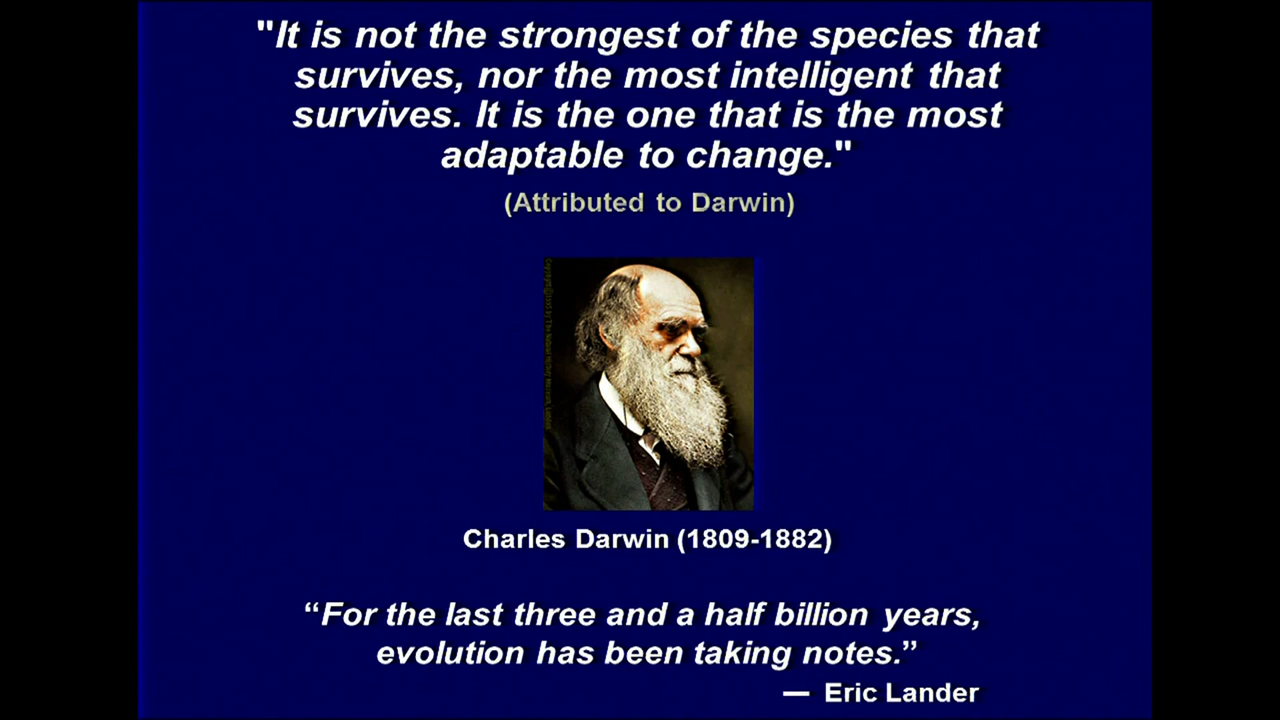 "It is not the strongest of the species that
survives, nor the most intelligent that
survives. It is the one that is the most
adaptable to change."
(Attributed to Darwin)
Charles Darwin (1809-1882)
“For the last three and a half billion years,
evolution has been taking notes.”
— Eric Lander